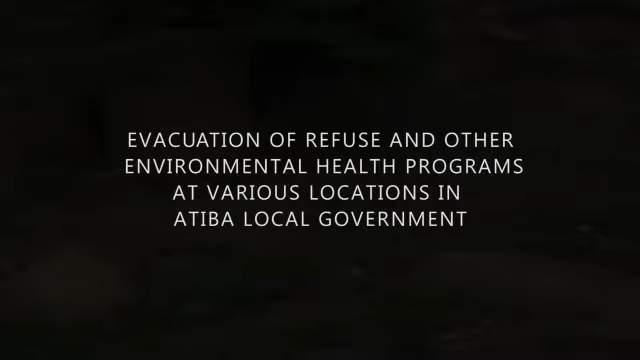 EVACUATION OF REFUSE AND OTHER
ENVIRONMENTAL HEALTH PROGRAMS
AT VARIOUS LOCATIONS IN
ATIBA LOCAL GOVERNMENT